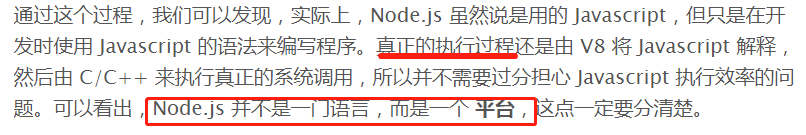 通过这个过程，我们可以发现，实际上，Node.js 虽然说是用的 Javascript，但只是在开
发时使用 Javascript 的语法来编写程序。真正的执行过程还是由 V8 将 Javascript 解释，
然后由 C/C++ 来执行真正的系统调用，所以并不需要过分担心 Javascript 执行效率的问
题。可以看出，Node.js 并不是一门语言，而是一个 平台，这点一定要分清楚。